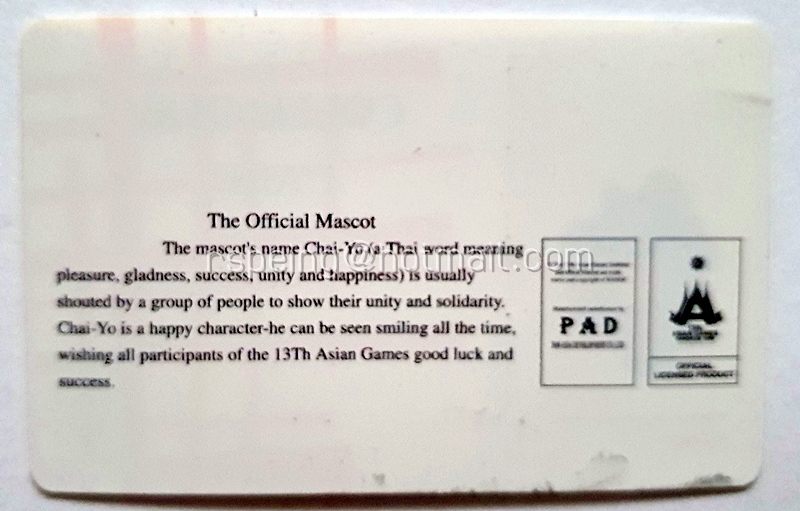 The Official Mascot
The mascot's name Chai-Yo (a Thai word meaning
pleasure, gladness, success, unity and happiness) is usually
shouted by a group of people to show their unity and solidarity.
Chai-Yo is a happy character-he can be seen smiling all the time,
wishing all participants of the 13Th Asian Games good luck and
success.
PAD
OFFICIAL
LICENSED PRODUCT